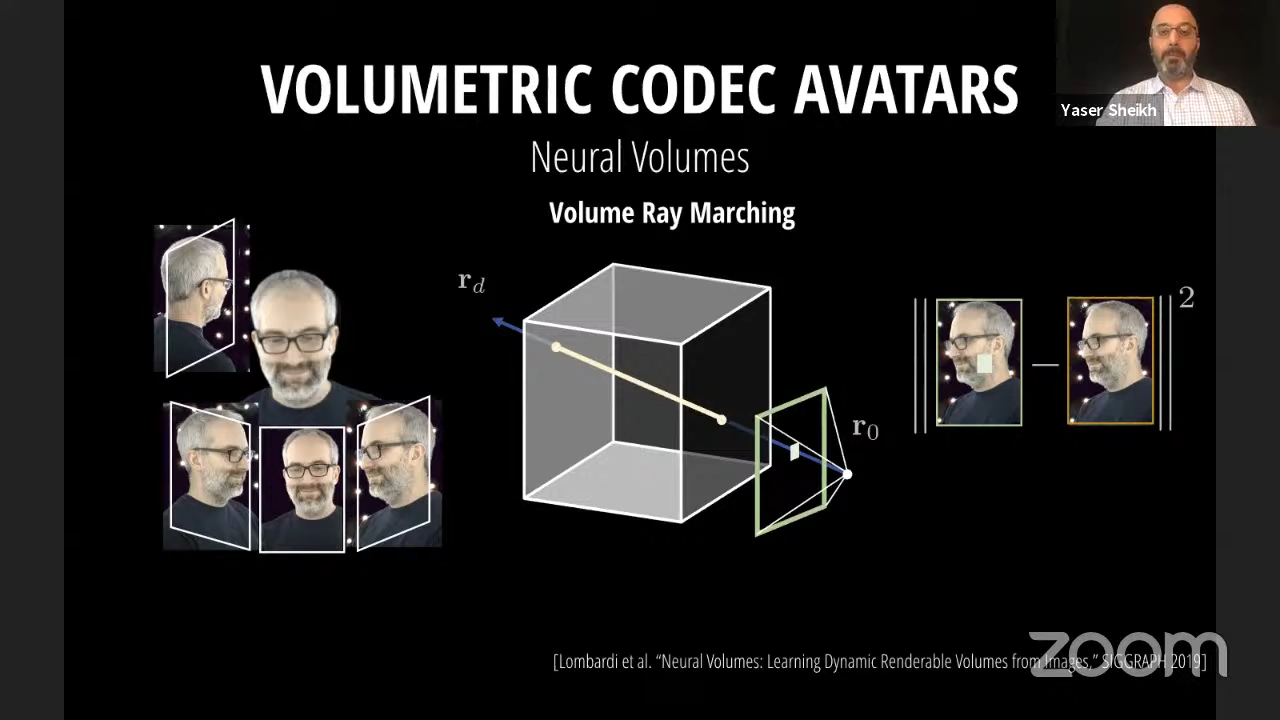 VOLUMETRIC CODEC AVATARS
Yaser Sheikh
Neural Volumes
Volume Ray Marching
r_d
r_0
2
[Lombardi et al. “Neural Volumes: Learning Dynamic Renderable Volumes from Images,” SIGGRAPH 2019]
zoom